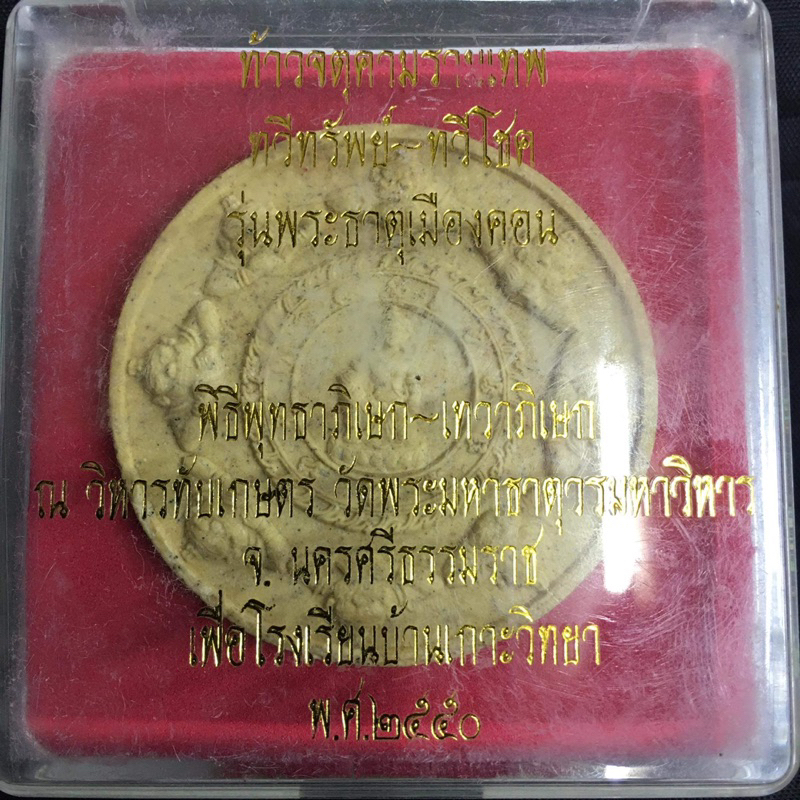 ท้าวจตุคามรามเทพ
ทวีทรัพย์~ทวีโชค
รุ่นพระธาตุเมืองคอน
พิธีพุทธาภิเษก~เทวาภิเษก
ณ วิหารทับเกษตร วัดพระมหาธาตุวรมหาวิหาร
จ. นครศรีธรรมราช
เพื่อโรงเรียนบ้านเกาะวิทยา
พ.ศ.๒๕๕๐